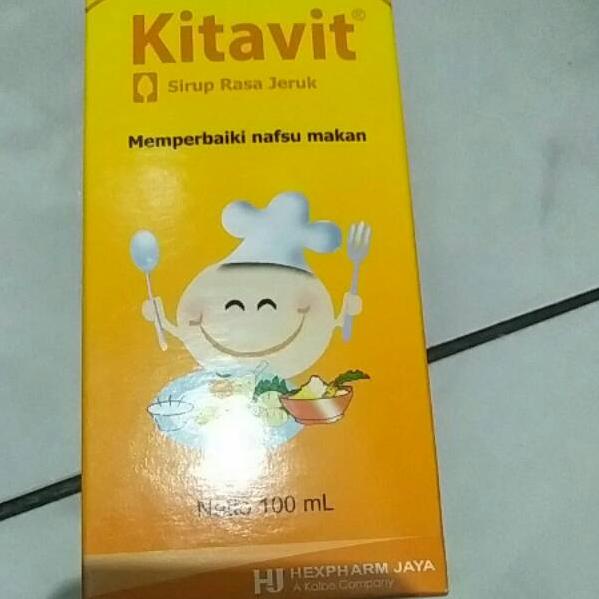 Kitavit®
Sirup Rasa Jeruk
Memperbaiki nafsu makan
Netto 100 mL
HJ HEXPHARM JAYA
A Kalbe Company